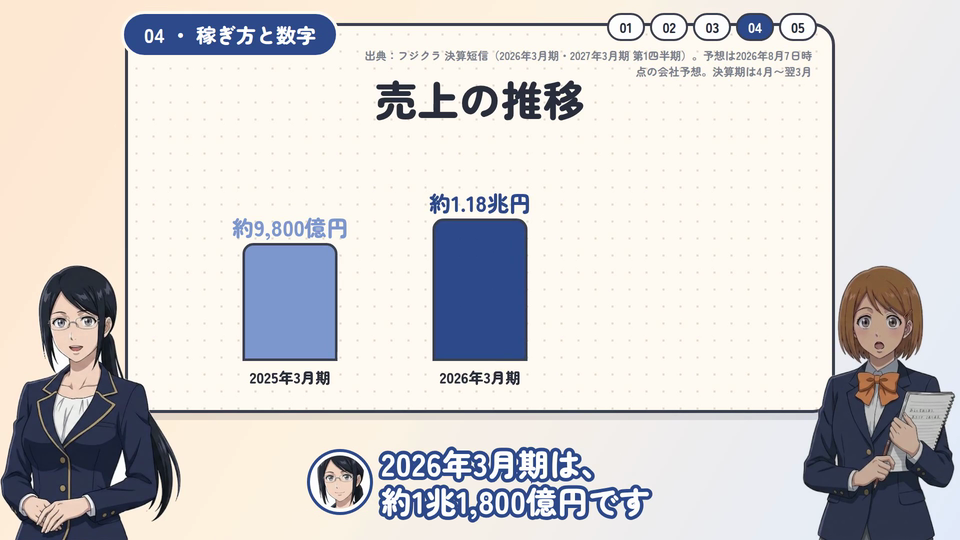 04 ・ 稼ぎ方と数字
01 02 03 04 05
出典：フジクラ 決算短信（2026年3月期・2027年3月期 第1四半期）。予想は2026年8月7日時
点の会社予想。決算期は4月〜翌3月
売上の推移
約9,800億円
約1.18兆円
2025年3月期
2026年3月期
2026年3月期は、
約1兆1,800億円です